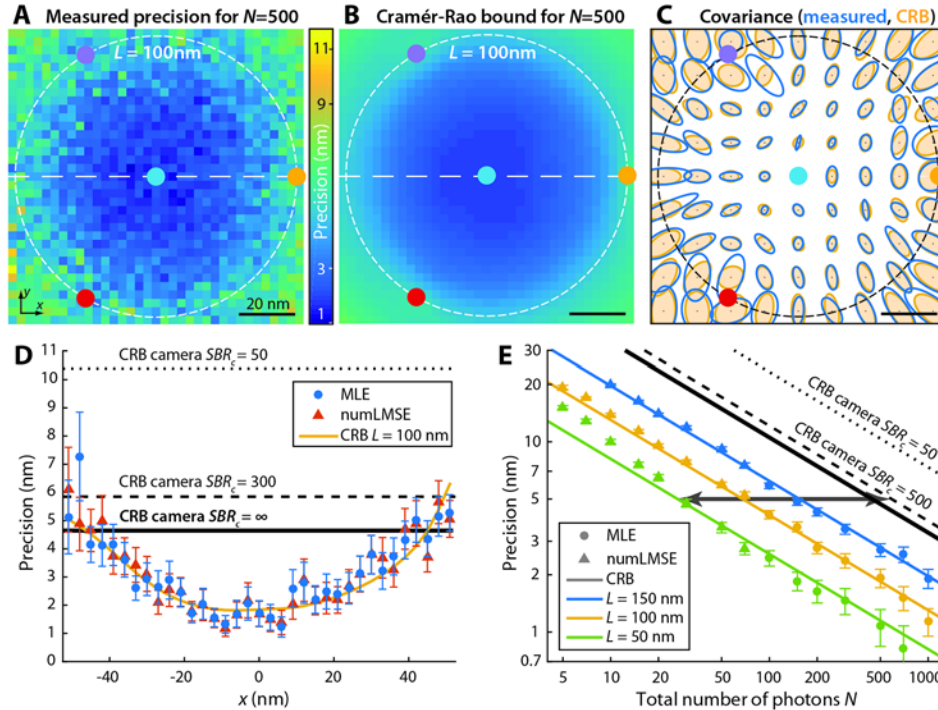 A Measured precision for N=500
L = 100nm
y
x
20 nm
11
9
3
1
Precision (nm)
B Cramér-Rao bound for N=500
L = 100nm
C Covariance (measured, CRB)
D
11
10
9
8
7
6
5
4
3
2
1
0
Precision (nm)
-40
-20
0
20
40
x (nm)
CRB camera SBRc = 50
MLE
numLMSE
CRB L = 100 nm
CRB camera SBRc = 300
CRB camera SBRc = ∞
E
30
20
10
7
5
3
2
1
0.7
Precision (nm)
5
10
20
50
100
200
500
1000
Total number of photons N
CRB camera SBRc = 50
CRB camera SBRc = 500
MLE
numLMSE
CRB
L = 150 nm
L = 100 nm
L = 50 nm